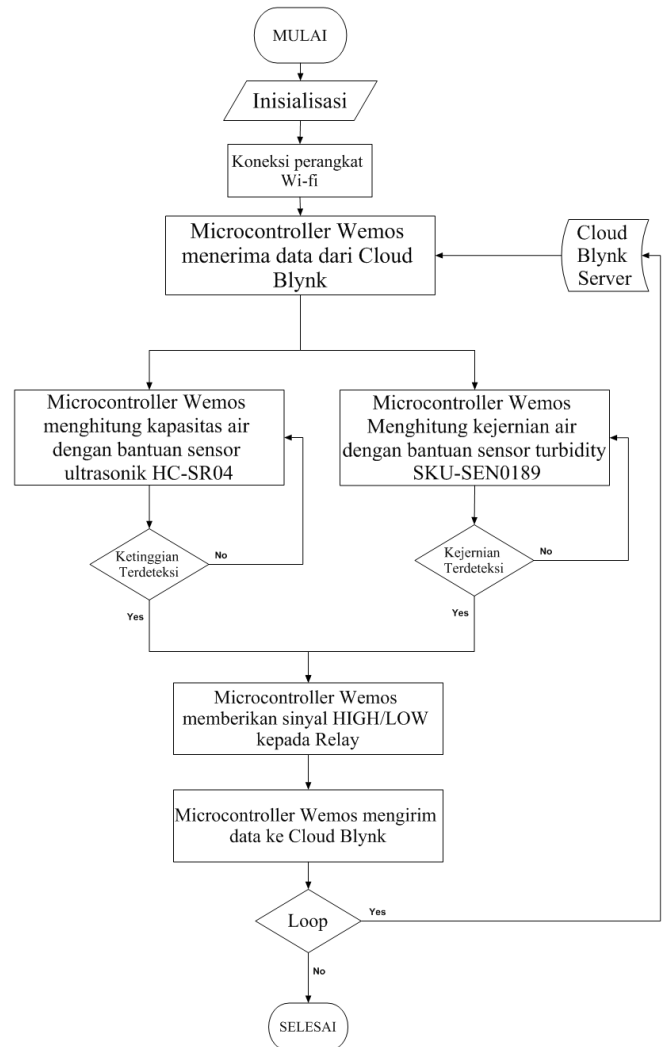 MULAI
Inisialisasi
Koneksi perangkat
Wi-fi
Microcontroller Wemos
menerima data dari Cloud
Blynk
Cloud
Blynk
Server
Microcontroller Wemos
menghitung kapasitas air
dengan bantuan sensor
ultrasonik HC-SR04
Microcontroller Wemos
Menghitung kejernian air
dengan bantuan sensor turbidity
SKU-SEN0189
Ketinggian
Terdeteksi
No
Yes
Kejernian
Terdeteksi
No
Yes
Microcontroller Wemos
memberikan sinyal HIGH/LOW
kepada Relay
Microcontroller Wemos mengirim
data ke Cloud Blynk
Loop
Yes
No
SELESAI